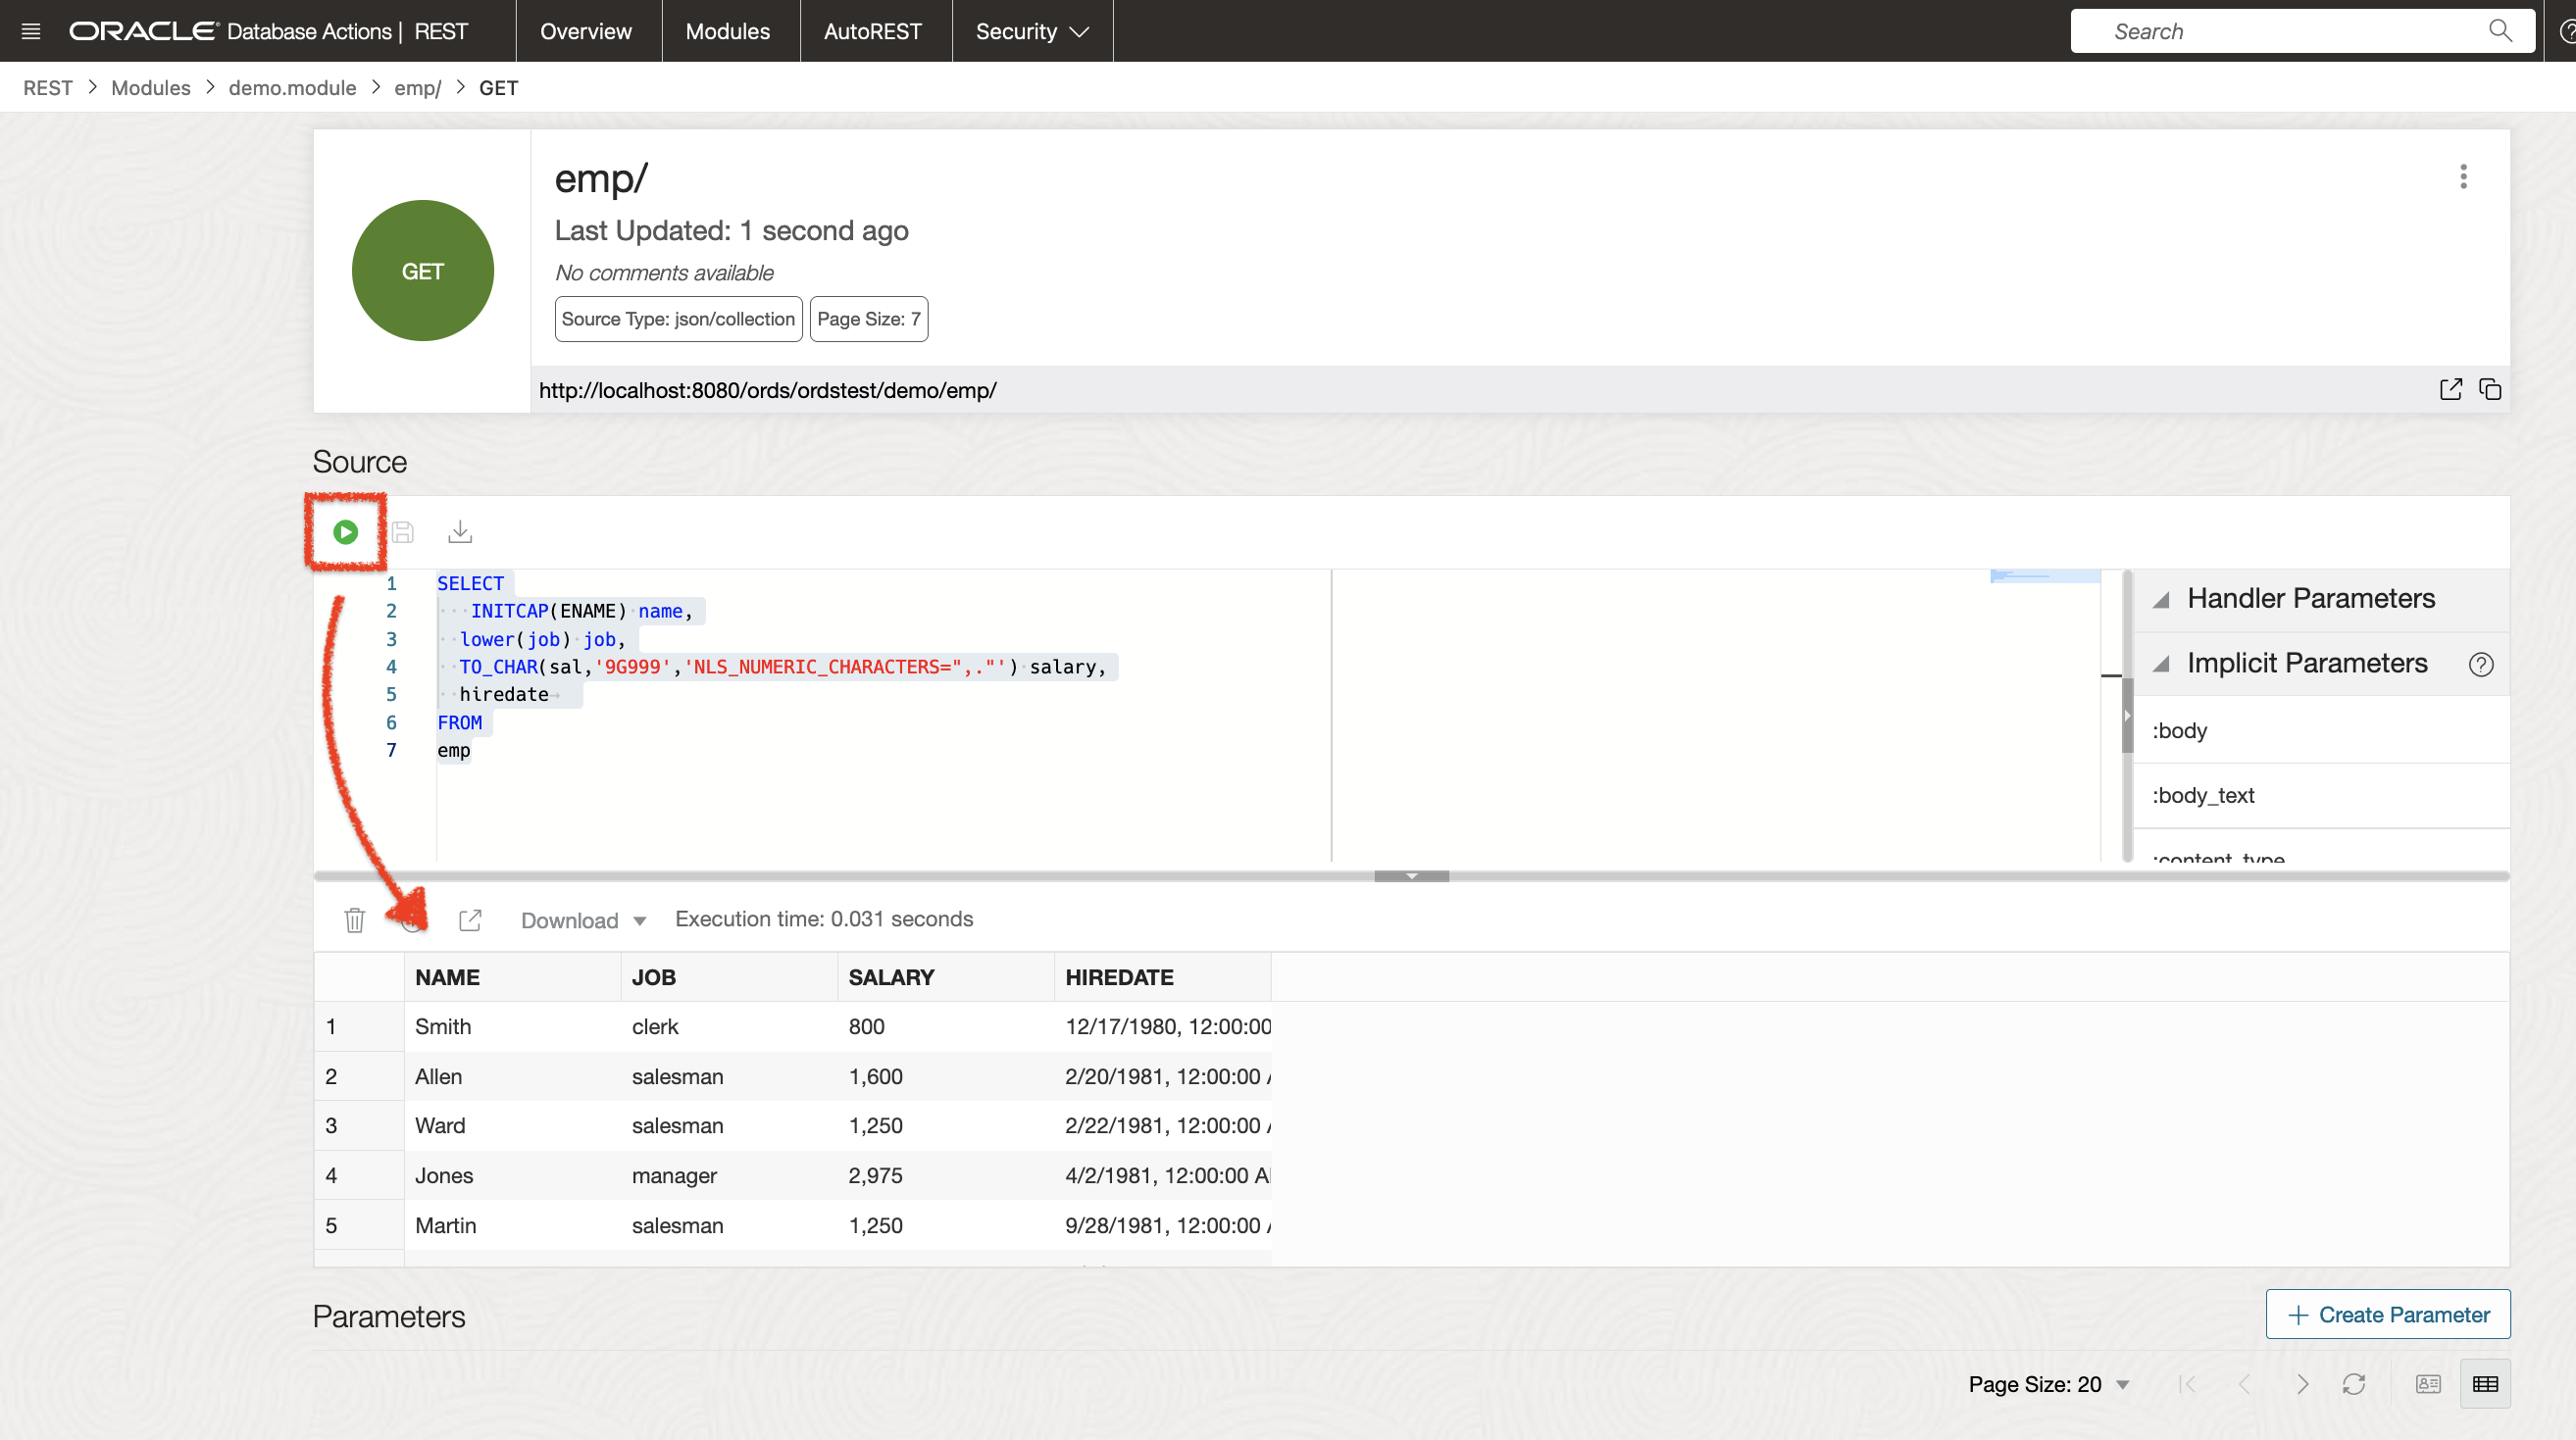 ORACLE Database Actions | REST Overview Modules AutoREST Security Search
REST > Modules > demo.module > emp/ > GET
GET
emp/
Last Updated: 1 second ago
No comments available
Source Type: json/collection Page Size: 7
http://localhost:8080/ords/ordstest/demo/emp/
Source
1 SELECT
2 INITCAP(ENAME) name,
3 lower(job) job,
4 TO_CHAR(sal,'9G999','NLS_NUMERIC_CHARACTERS=",."') salary,
5 hiredate
6 FROM
7 emp
Handler Parameters
Implicit Parameters
:body
:body_text
:content_type
Download Execution time: 0.031 seconds
NAME JOB SALARY HIREDATE
1 Smith clerk 800 12/17/1980, 12:00:00
2 Allen salesman 1,600 2/20/1981, 12:00:00
3 Ward salesman 1,250 2/22/1981, 12:00:00
4 Jones manager 2,975 4/2/1981, 12:00:00 A
5 Martin salesman 1,250 9/28/1981, 12:00:00
Parameters
+ Create Parameter
Page Size: 20